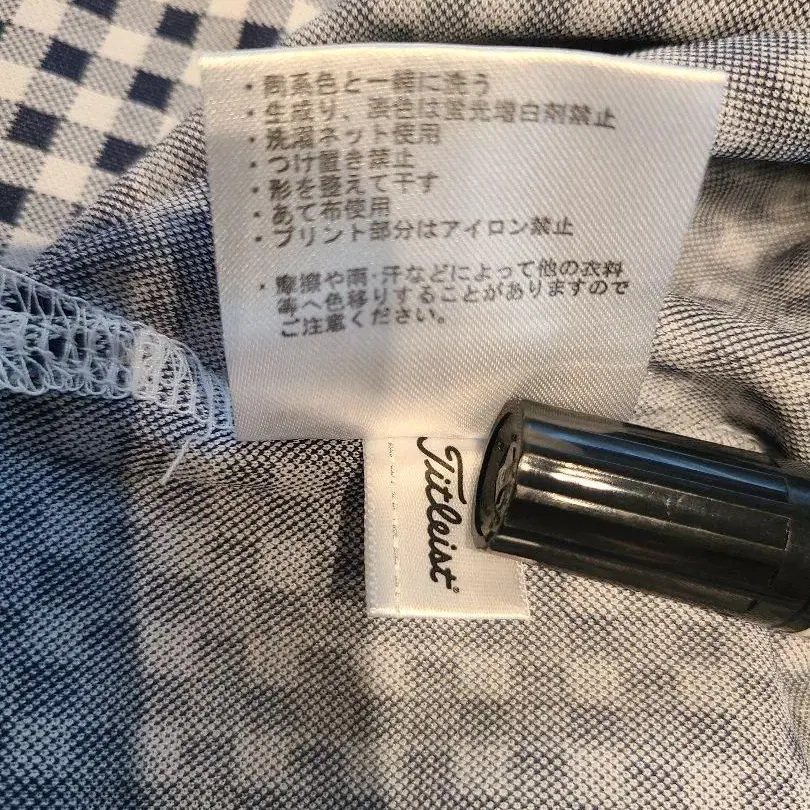 ・同系色と一緒に洗う
・生成り、淡色は蛍光増白剤禁止
・洗濯ネット使用
・つけ置き禁止
・形を整えて干す
・あて布使用
・プリント部分はアイロン禁止
・摩擦や雨・汗などによって他の衣料
等へ色移りすることがありますので
ご注意ください。
Titleist®